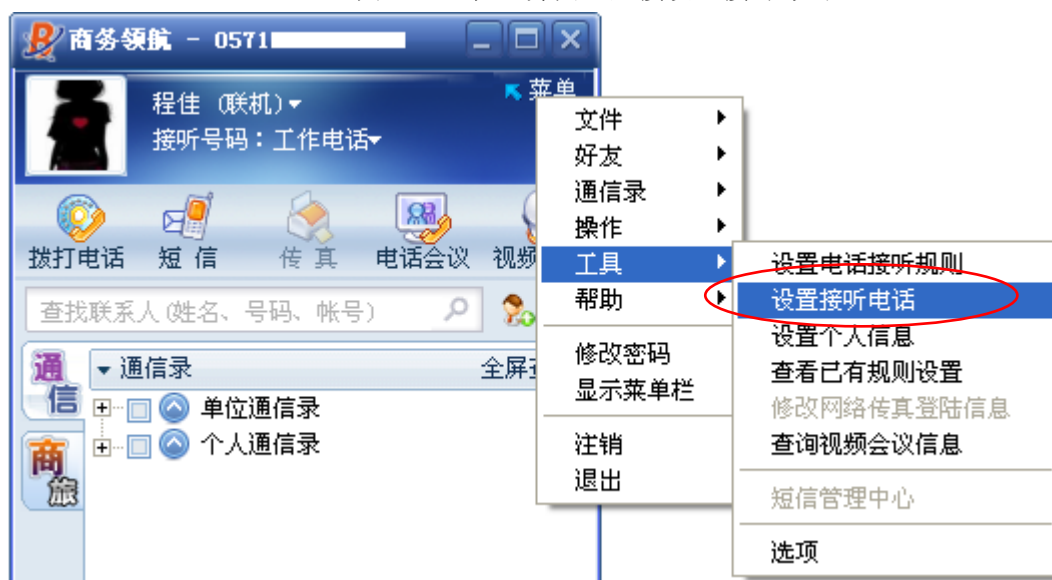 商务领航 - 0571
菜单
程佳 (联机)
接听号码：工作电话
拨打电话
短信
传真
电话会议
视频
查找联系人(姓名、号码、帐号)
通信
商旅
通信录
全屏
单位通信录
个人通信录
文件
好友
通信录
操作
工具
帮助
修改密码
显示菜单栏
注销
退出
设置电话接听规则
设置接听电话
设置个人信息
查看已有规则设置
修改网络传真登陆信息
查询视频会议信息
短信管理中心
选项